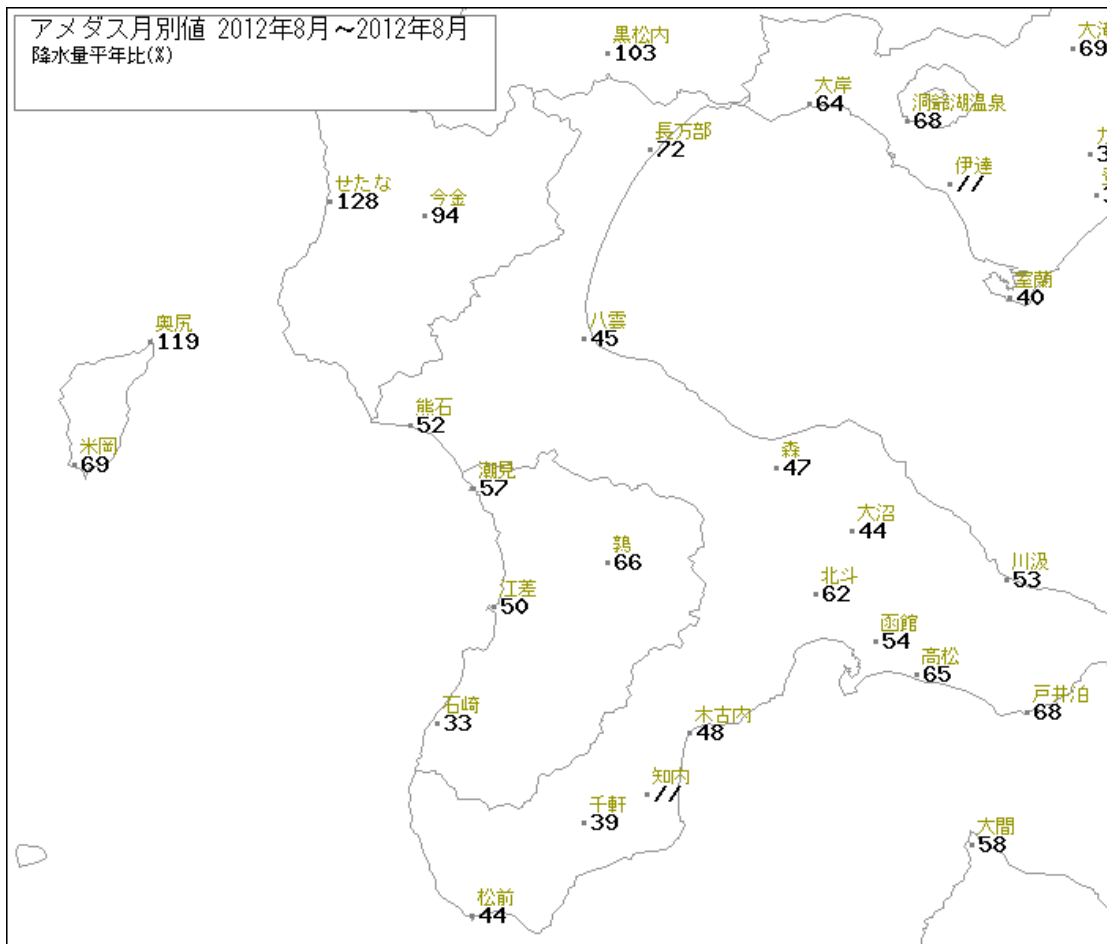 アメダス月別値 2012年8月～2012年8月
降水量平年比(%)
黒松内
103
大滝
69
大岸
64
洞爺湖温泉
68
長万部
72
伊達
//
せたな
128
今金
94
室蘭
40
奥尻
119
八雲
45
熊石
52
米岡
69
潮見
57
森
47
大沼
44
鶉
66
川汲
53
北斗
62
江差
50
函館
54
高松
65
石崎
33
戸井泊
68
木古内
48
知内
//
千軒
39
大間
58
松前
44